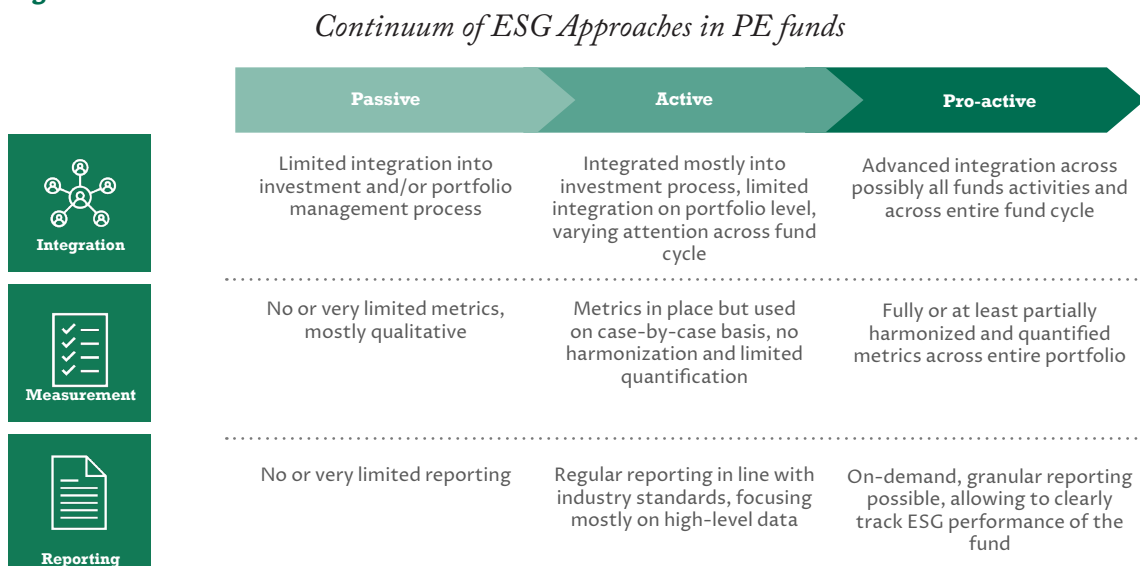 Continuum of ESG Approaches in PE funds
Passive
Active
Pro-active
Integration
Limited integration into
investment and/or portfolio
management process
Integrated mostly into
investment process, limited
integration on portfolio level,
varying attention across fund
cycle
Advanced integration across
possibly all funds activities and
across entire fund cycle
Measurement
No or very limited metrics,
mostly qualitative
Metrics in place but used
on case-by-case basis, no
harmonization and limited
quantification
Fully or at least partially
harmonized and quantified
metrics across entire portfolio
Reporting
No or very limited reporting
Regular reporting in line with
industry standards, focusing
mostly on high-level data
On-demand, granular reporting
possible, allowing to clearly
track ESG performance of the
fund